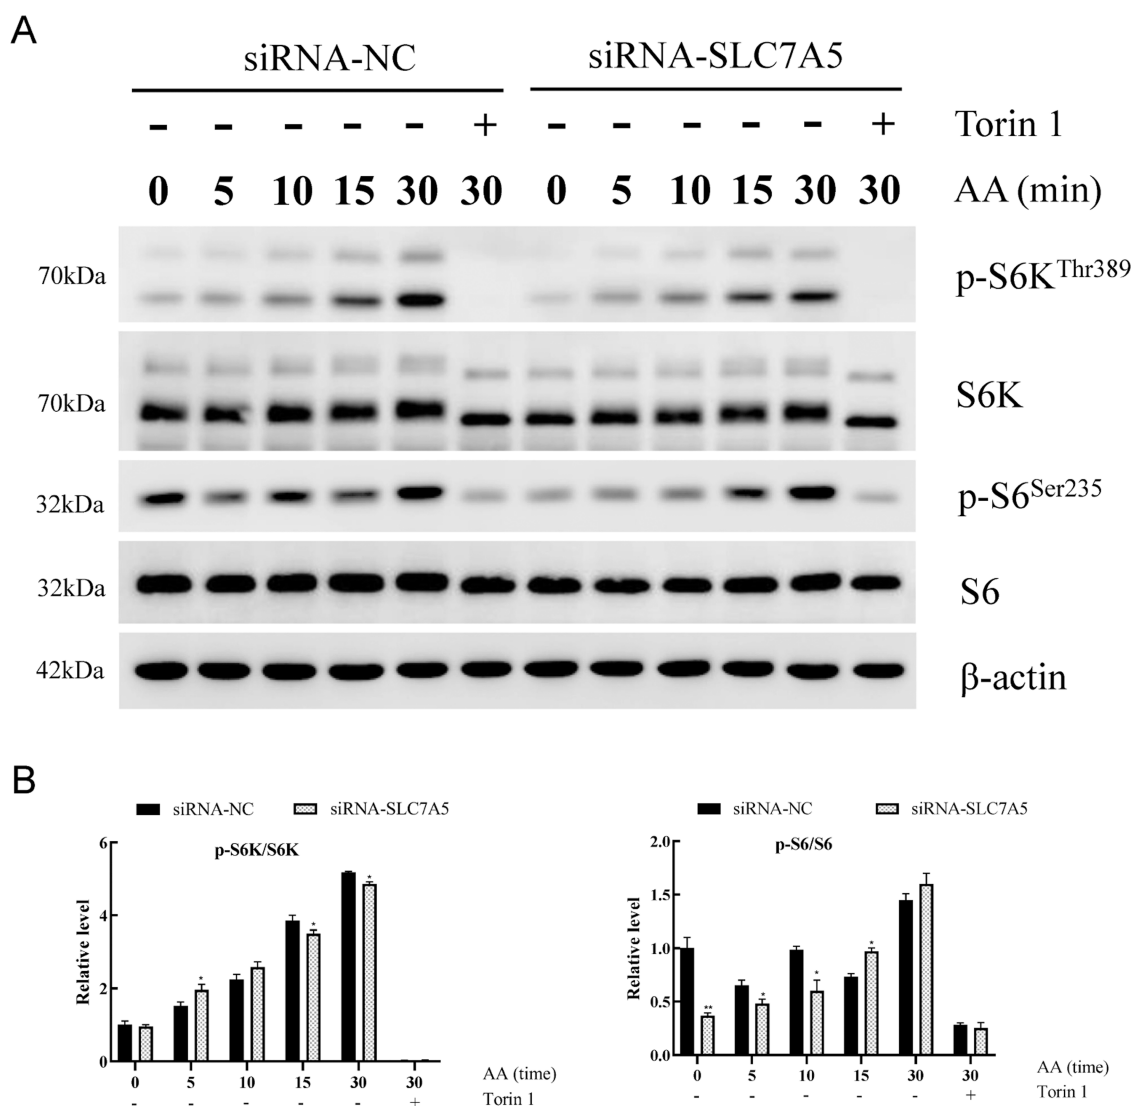 A
siRNA-NC siRNA-SLC7A5
- - - - - + - - - - - + Torin 1
0 5 10 15 30 30 0 5 10 15 30 30 AA (min)
70kDa p-S6KThr389
70kDa S6K
32kDa p-S6Ser235
32kDa S6
42kDa β-actin
B
siRNA-NC siRNA-SLC7A5
p-S6K/S6K
Relative level
6
4
2
0
* * *
0 5 10 15 30 30 AA (time)
- - - - - + Torin 1
siRNA-NC siRNA-SLC7A5
p-S6/S6
Relative level
2.0
1.5
1.0
0.5
0.0
** * * *
0 5 10 15 30 30 AA (time)
- - - - - + Torin 1